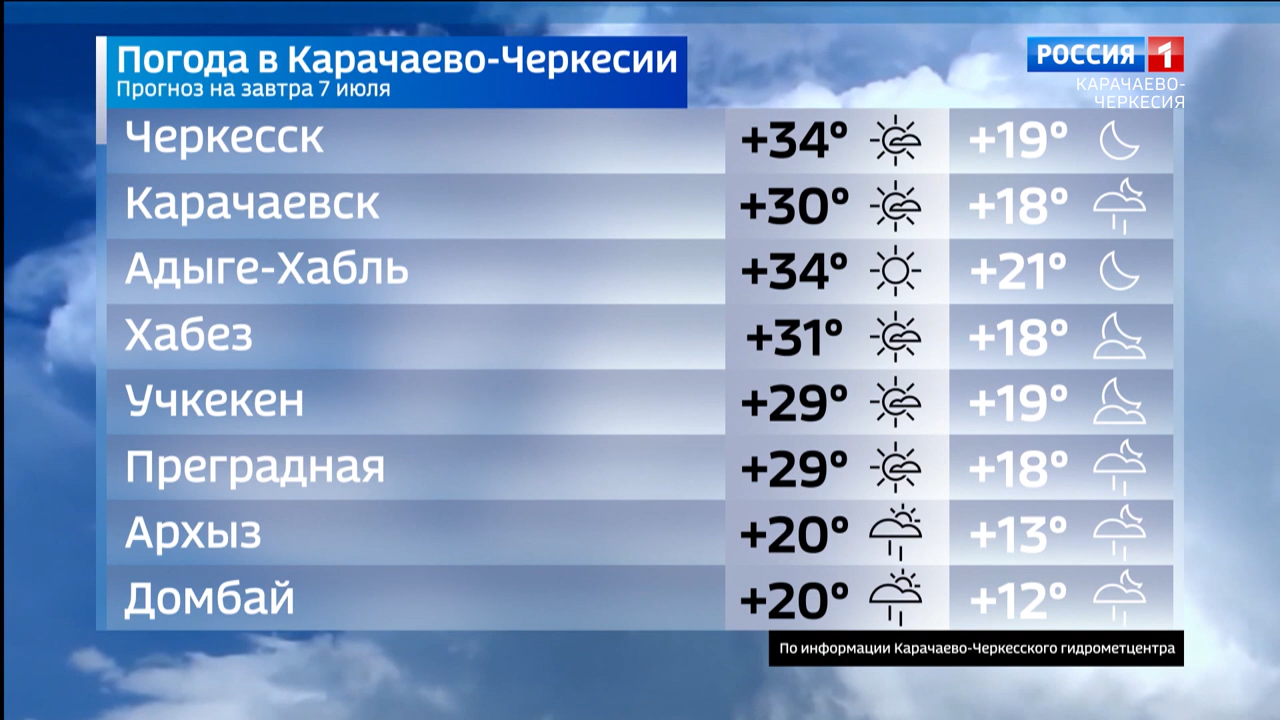 Погода в Карачаево-Черкесии
Прогноз на завтра 7 июля
РОССИЯ 1
КАРАЧАЕВО-
ЧЕРКЕСИЯ
Черкесск +34° +19°
Карачаевск +30° +18°
Адыге-Хабль +34° +21°
Хабез +31° +18°
Учкекен +29° +19°
Преградная +29° +18°
Архыз +20° +13°
Домбай +20° +12°
По информации Карачаево-Черкесского гидрометцентра